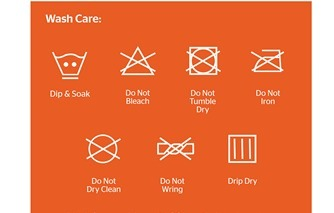 Wash Care:
Dip & Soak
Do Not
Bleach
Do Not
Tumble
Dry
Do Not
Iron
Do Not
Dry Clean
Do Not
Wring
Drip Dry